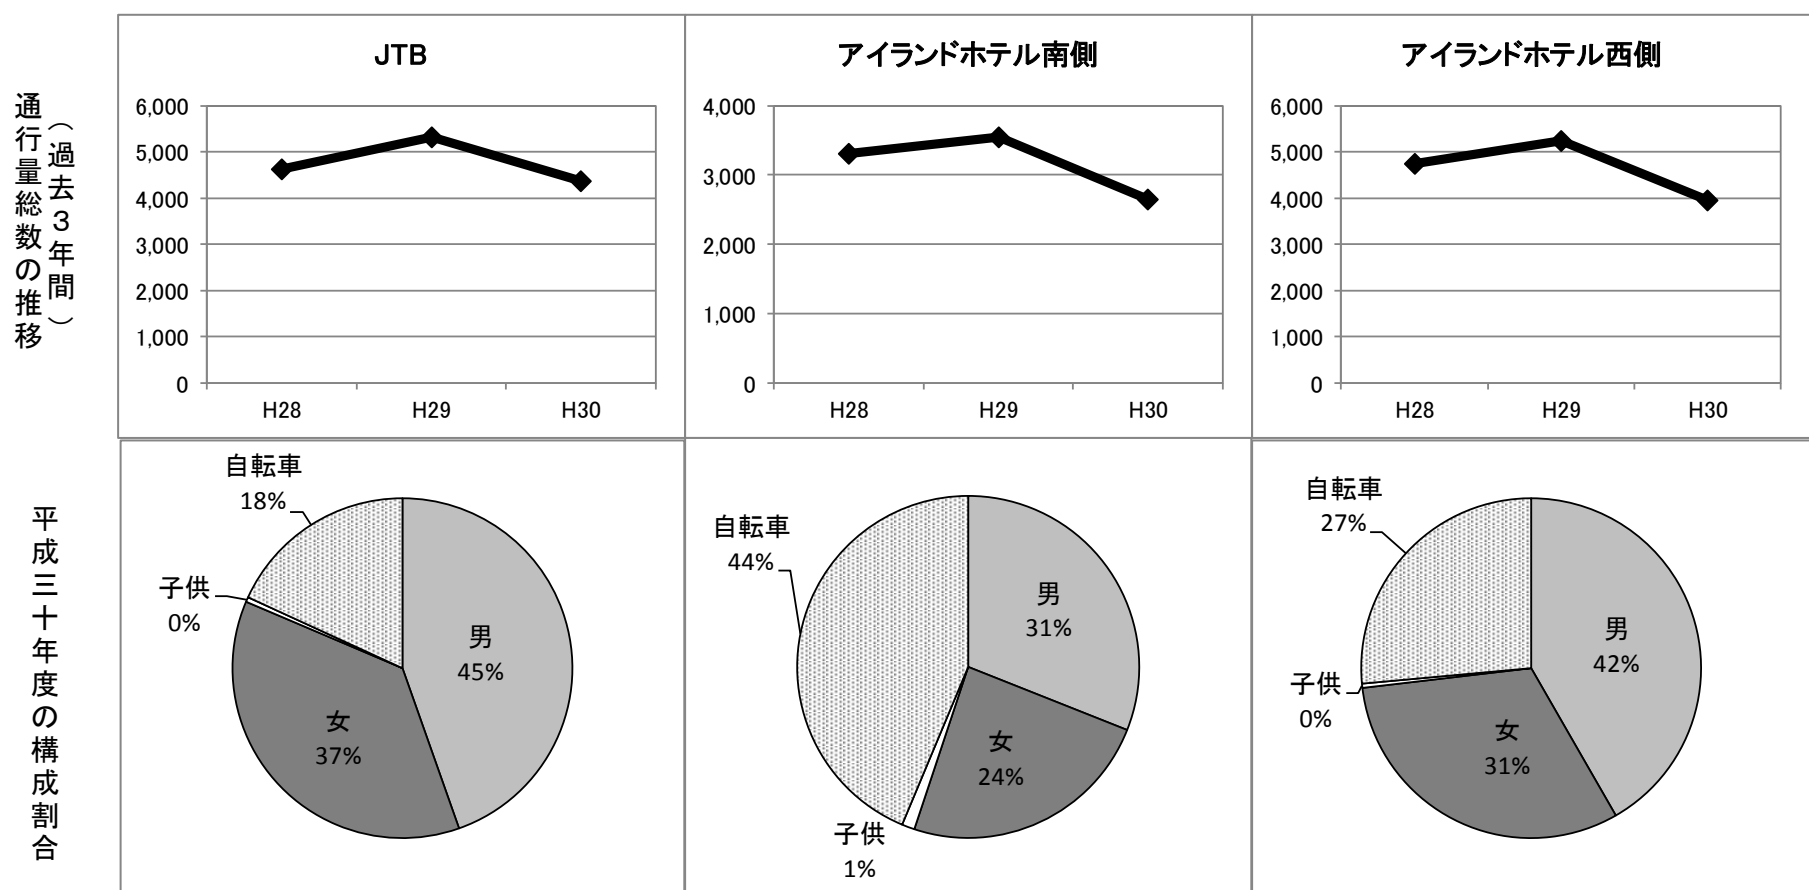 通行量総数の推移
（過去３年間）
JTB
6,000
5,000
4,000
3,000
2,000
1,000
0
H28 H29 H30
アイランドホテル南側
4,000
3,000
2,000
1,000
0
H28 H29 H30
アイランドホテル西側
6,000
5,000
4,000
3,000
2,000
1,000
0
H28 H29 H30
平成三十年度の構成割合
自転車
18%
子供
0%
男
45%
女
37%
自転車
44%
男
31%
女
24%
子供
1%
自転車
27%
子供
0%
男
42%
女
31%